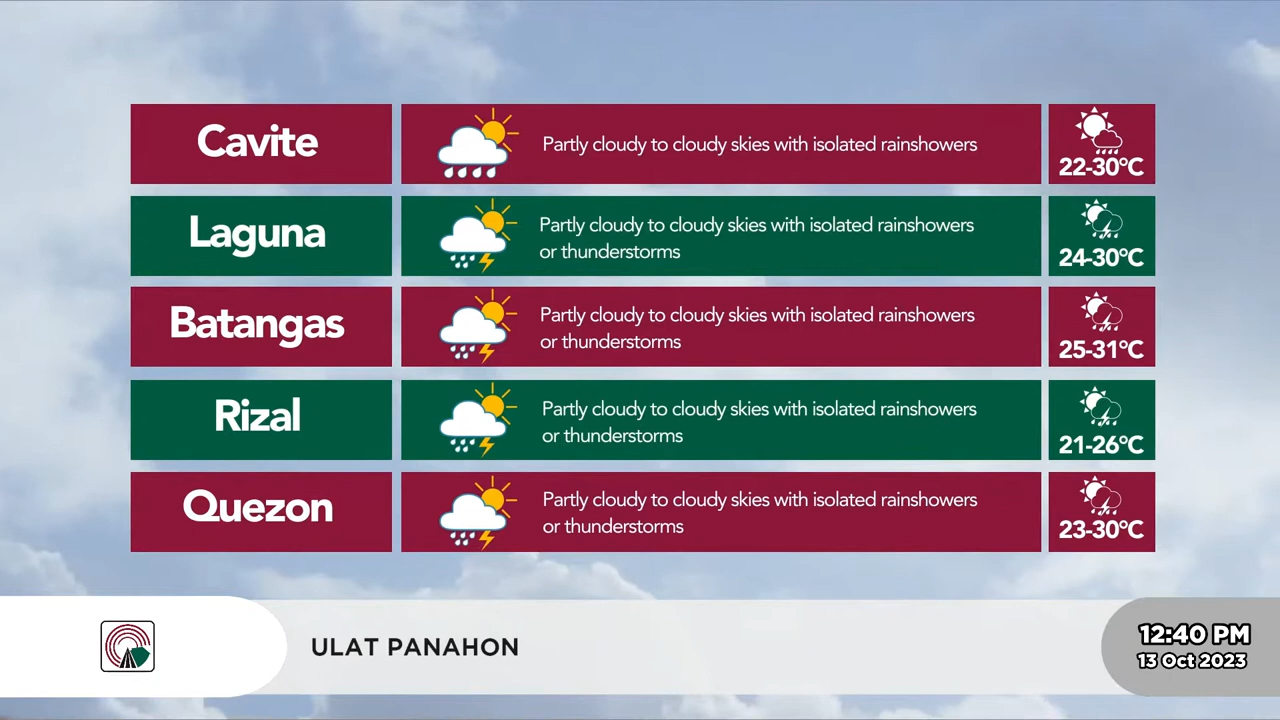 Cavite
Partly cloudy to cloudy skies with isolated rainshowers
22-30°C
Laguna
Partly cloudy to cloudy skies with isolated rainshowers
or thunderstorms
24-30°C
Batangas
Partly cloudy to cloudy skies with isolated rainshowers
or thunderstorms
25-31°C
Rizal
Partly cloudy to cloudy skies with isolated rainshowers
or thunderstorms
21-26°C
Quezon
Partly cloudy to cloudy skies with isolated rainshowers
or thunderstorms
23-30°C
ULAT PANAHON
12:40 PM
13 Oct 2023